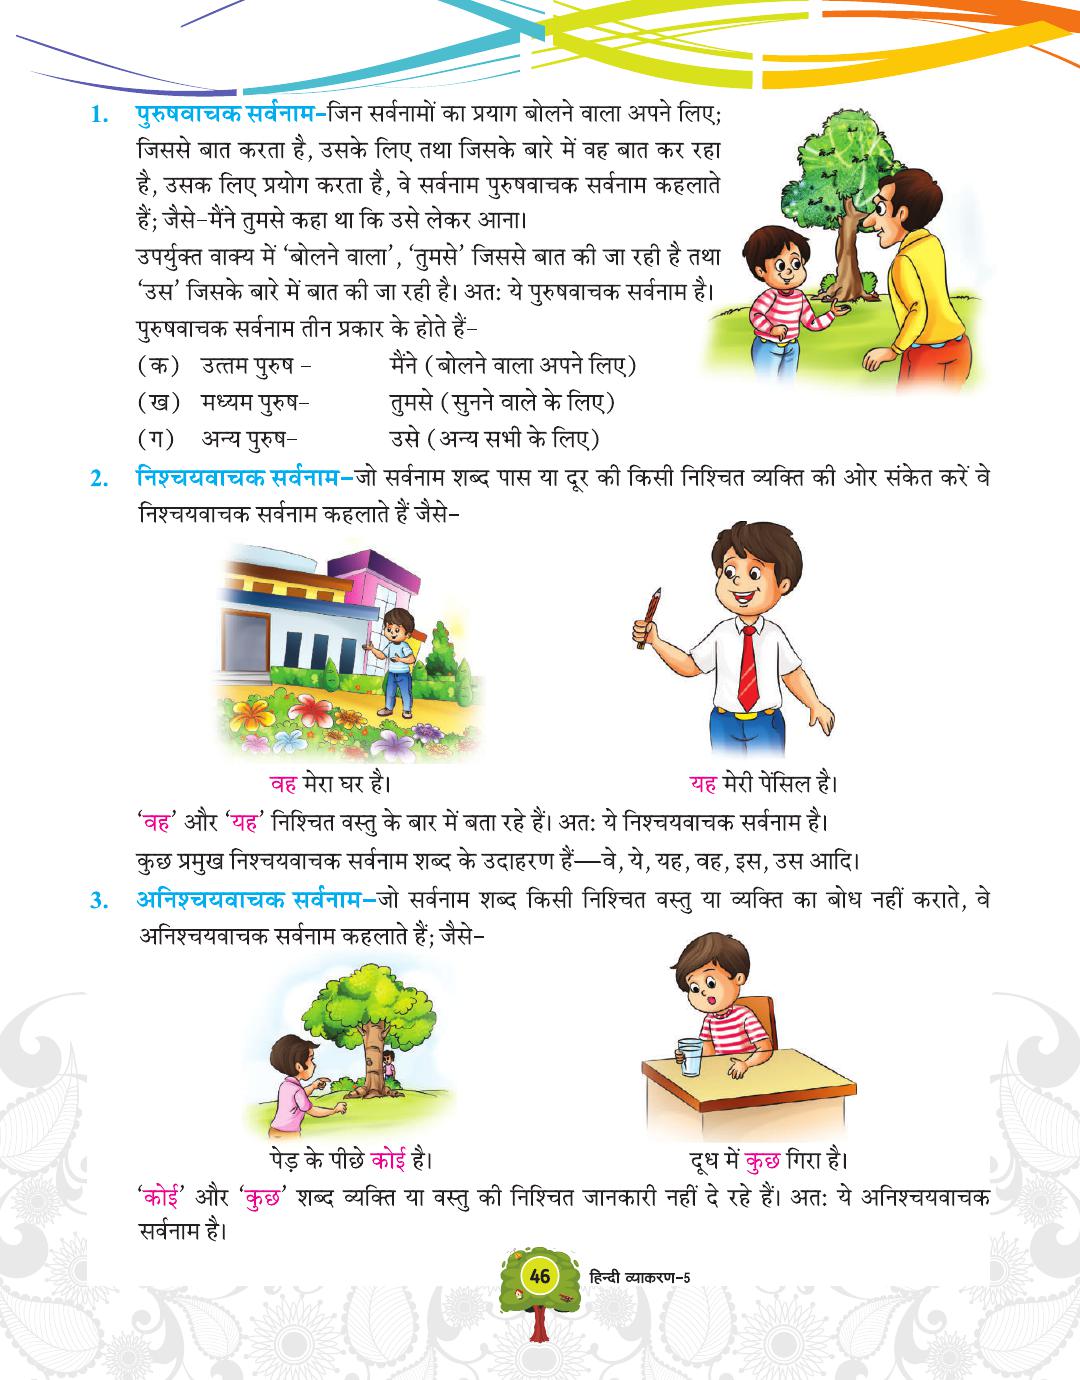 1. पुरुषवाचक सर्वनाम–जिन सर्वनामों का प्रयाग बोलने वाला अपने लिए;
जिससे बात करता है, उसके लिए तथा जिसके बारे में वह बात कर रहा
है, उसक लिए प्रयोग करता है, वे सर्वनाम पुरुषवाचक सर्वनाम कहलाते
हैं; जैसे–मैंने तुमसे कहा था कि उसे लेकर आना।
उपर्युक्त वाक्य में ‘बोलने वाला’, ‘तुमसे’ जिससे बात की जा रही है तथा
‘उस’ जिसके बारे में बात की जा रही है। अतः ये पुरुषवाचक सर्वनाम है।
पुरुषवाचक सर्वनाम तीन प्रकार के होते हैं–
(क) उत्तम पुरुष – मैंने (बोलने वाला अपने लिए)
(ख) मध्यम पुरुष– तुमसे (सुनने वाले के लिए)
(ग) अन्य पुरुष– उसे (अन्य सभी के लिए)
2. निश्चयवाचक सर्वनाम–जो सर्वनाम शब्द पास या दूर की किसी निश्चित व्यक्ति की ओर संकेत करें वे
निश्चयवाचक सर्वनाम कहलाते हैं जैसे–
वह मेरा घर है।
यह मेरी पेंसिल है।
‘वह’ और ‘यह’ निश्चित वस्तु के बार में बता रहे हैं। अतः ये निश्चयवाचक सर्वनाम है।
कुछ प्रमुख निश्चयवाचक सर्वनाम शब्द के उदाहरण हैं—वे, ये, यह, वह, इस, उस आदि।
3. अनिश्चयवाचक सर्वनाम–जो सर्वनाम शब्द किसी निश्चित वस्तु या व्यक्ति का बोध नहीं कराते, वे
अनिश्चयवाचक सर्वनाम कहलाते हैं; जैसे–
पेड़ के पीछे कोई है।
दूध में कुछ गिरा है।
‘कोई’ और ‘कुछ’ शब्द व्यक्ति या वस्तु की निश्चित जानकारी नहीं दे रहे हैं। अतः ये अनिश्चयवाचक
सर्वनाम है।
46 हिन्दी व्याकरण–5